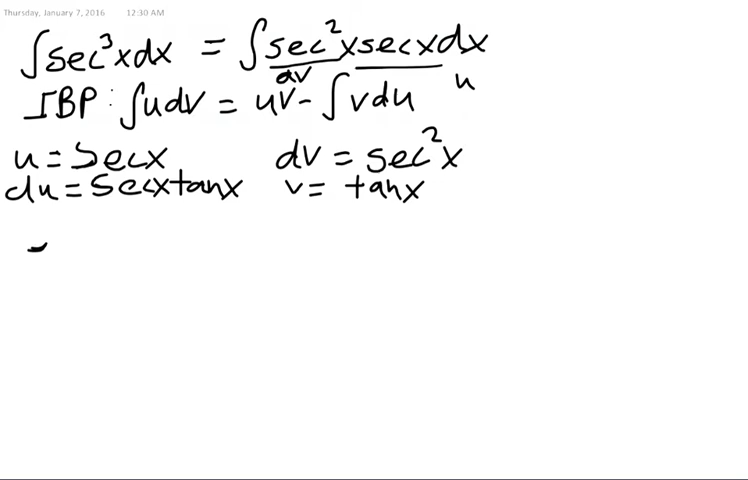 Thursday, January 7, 2016 12:30 AM
∫sec³xdx = ∫sec²xsecxdx
dv u
IBP: ∫udv = uv - ∫vdu
u = secx dv = sec²x
du = secxtanx v = tanx